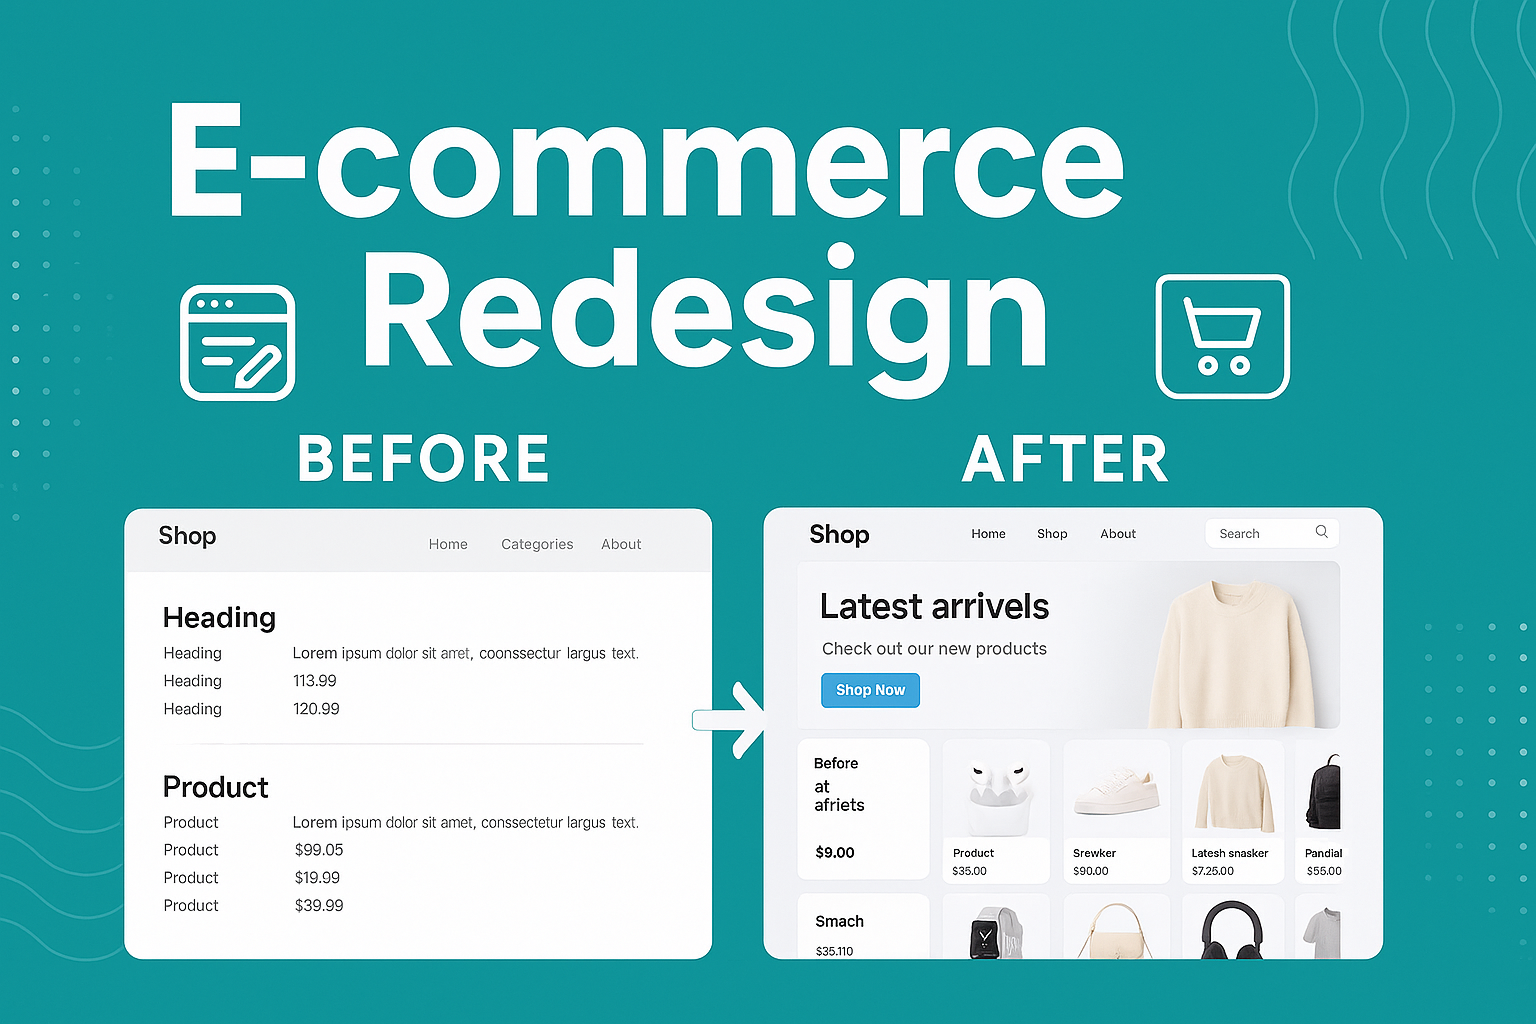 E-commerce
Redesign
BEFORE
Shop
Home Categories About
Heading
Heading Lorem ipsum dolor sit arret, coonssectur largus text.
Heading 113.99
Heading 120.99
Product
Product Lorem ipsum dolor sit amet, conssectetur largus text.
Product $99.05
Product $19.99
Product $39.99
AFTER
Shop
Home Shop About Search
Latest arrivels
Check out our new products
Shop Now
Before
at
afriets
$9.00
Product
$35.00
Srewker
$90.00
Latesh snasker
$7.25.00
Pandial
$55.00
Smach
$35.110